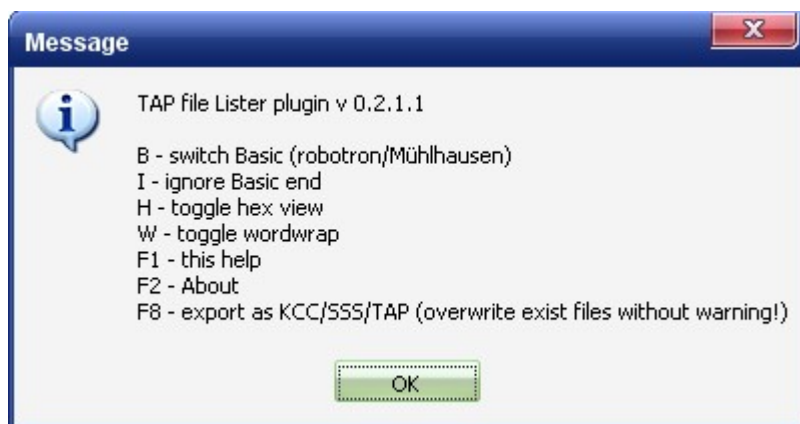 Message
TAP file Lister plugin v 0.2.1.1
B - switch Basic (robotron/Mühlhausen)
I - ignore Basic end
H - toggle hex view
W - toggle wordwrap
F1 - this help
F2 - About
F8 - export as KCC/SSS/TAP (overwrite exist files without warning!)
OK